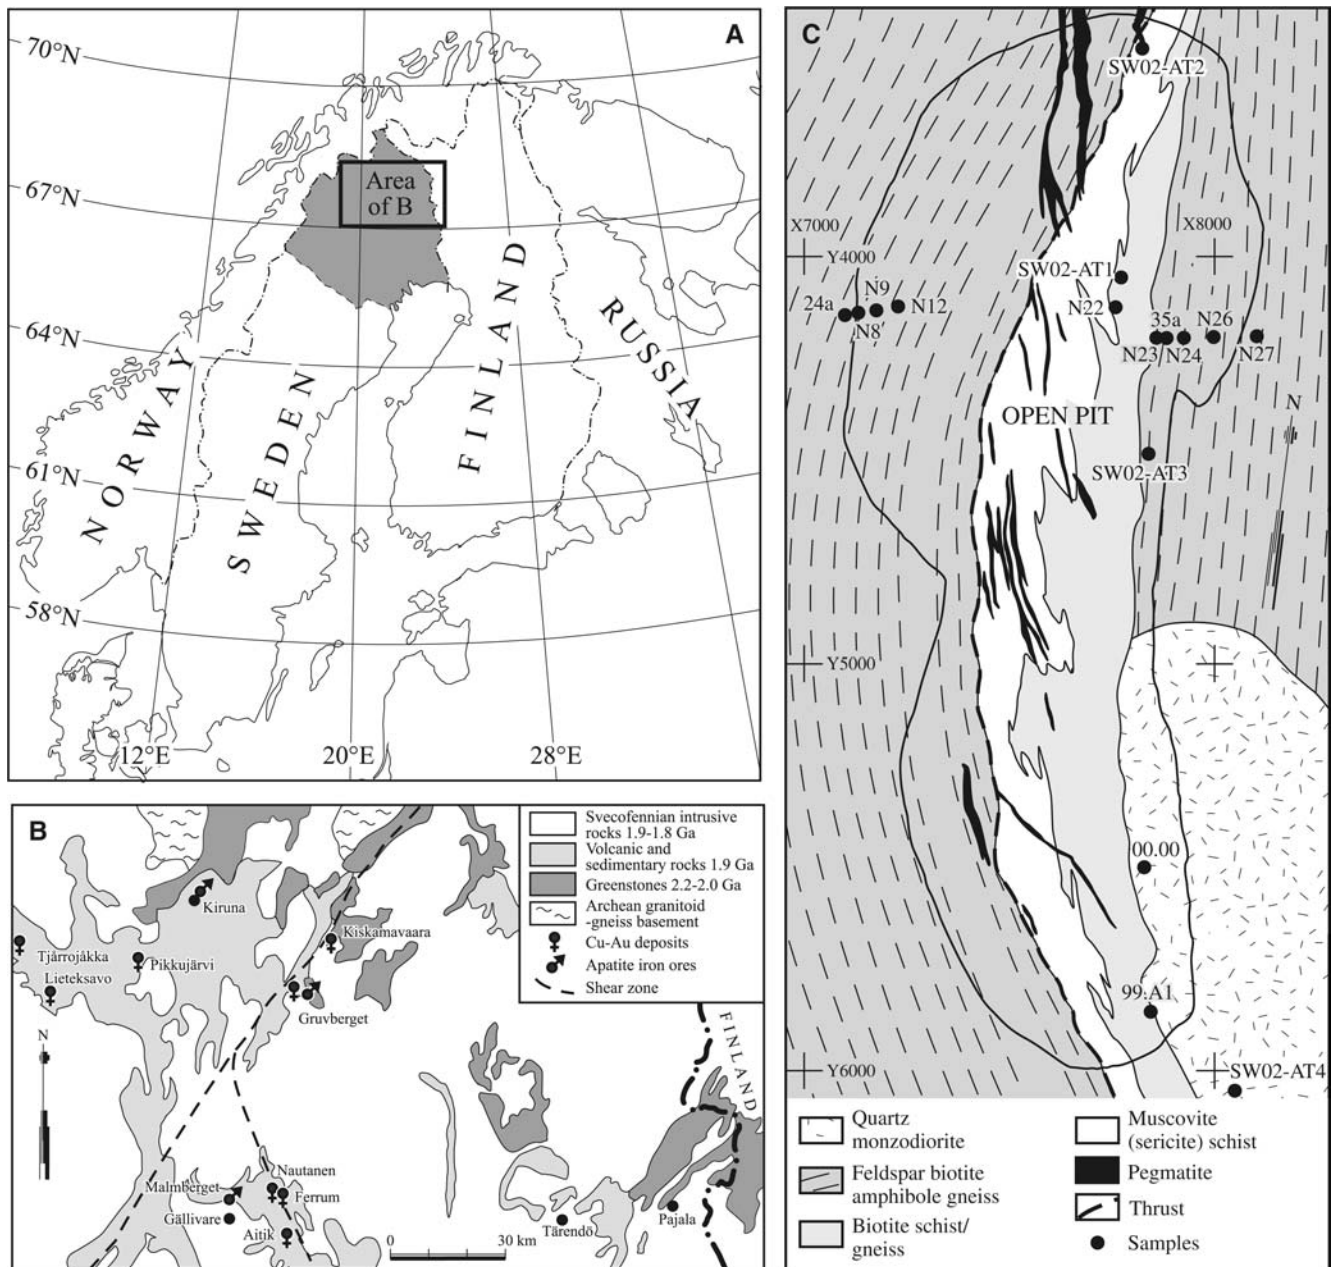 A
70°N
67°N
64°N
61°N
58°N
12°E
20°E
28°E
Area
of B
NORWAY
SWEDEN
FINLAND
RUSSIA
B
Svecofennian intrusive
rocks 1.9-1.8 Ga
Volcanic and
sedimentary rocks 1.9 Ga
Greenstones 2.2-2.0 Ga
Archean granitoid
-gneiss basement
Cu-Au deposits
Apatite iron ores
Shear zone
Kiruna
Kiskamavaara
Tjårrojåkka
Pikkujärvi
Lieteksavo
Gruvberget
N
FINLAND
Nautanen
Malmberget
Ferrum
Gällivare
Aitik
Tärendö
Pajala
0
30 km
C
SW02-AT2
X7000
X8000
Y4000
SW02-AT1
N9
24a
N12
N8
N22
35a
N26
N23
N24
N27
N
OPEN PIT
SW02-AT3
Y5000
00.00
99.A1
Y6000
SW02-AT4
Quartz
monzodiorite
Feldspar biotite
amphibole gneiss
Biotite schist/
gneiss
Muscovite
(sericite) schist
Pegmatite
Thrust
Samples